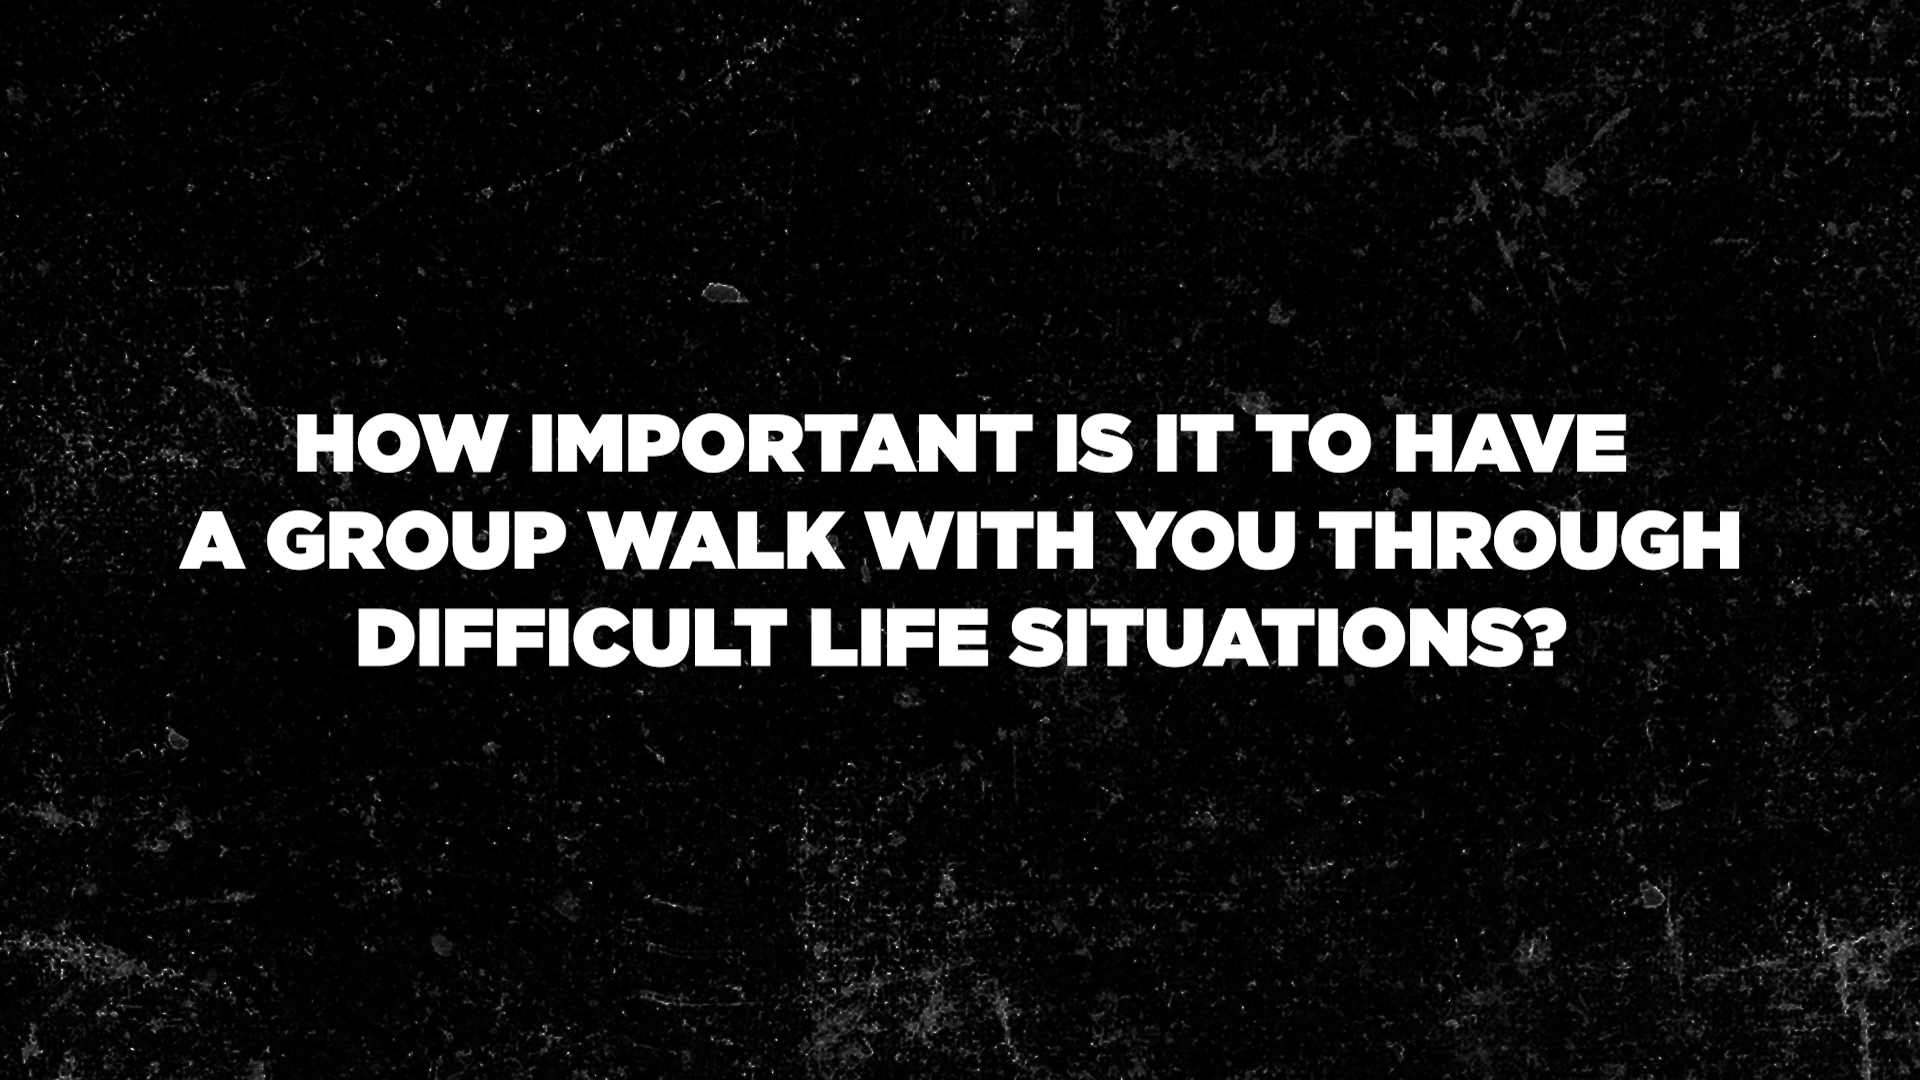 HOW IMPORTANT IS IT TO HAVE
A GROUP WALK WITH YOU THROUGH
DIFFICULT LIFE SITUATIONS?